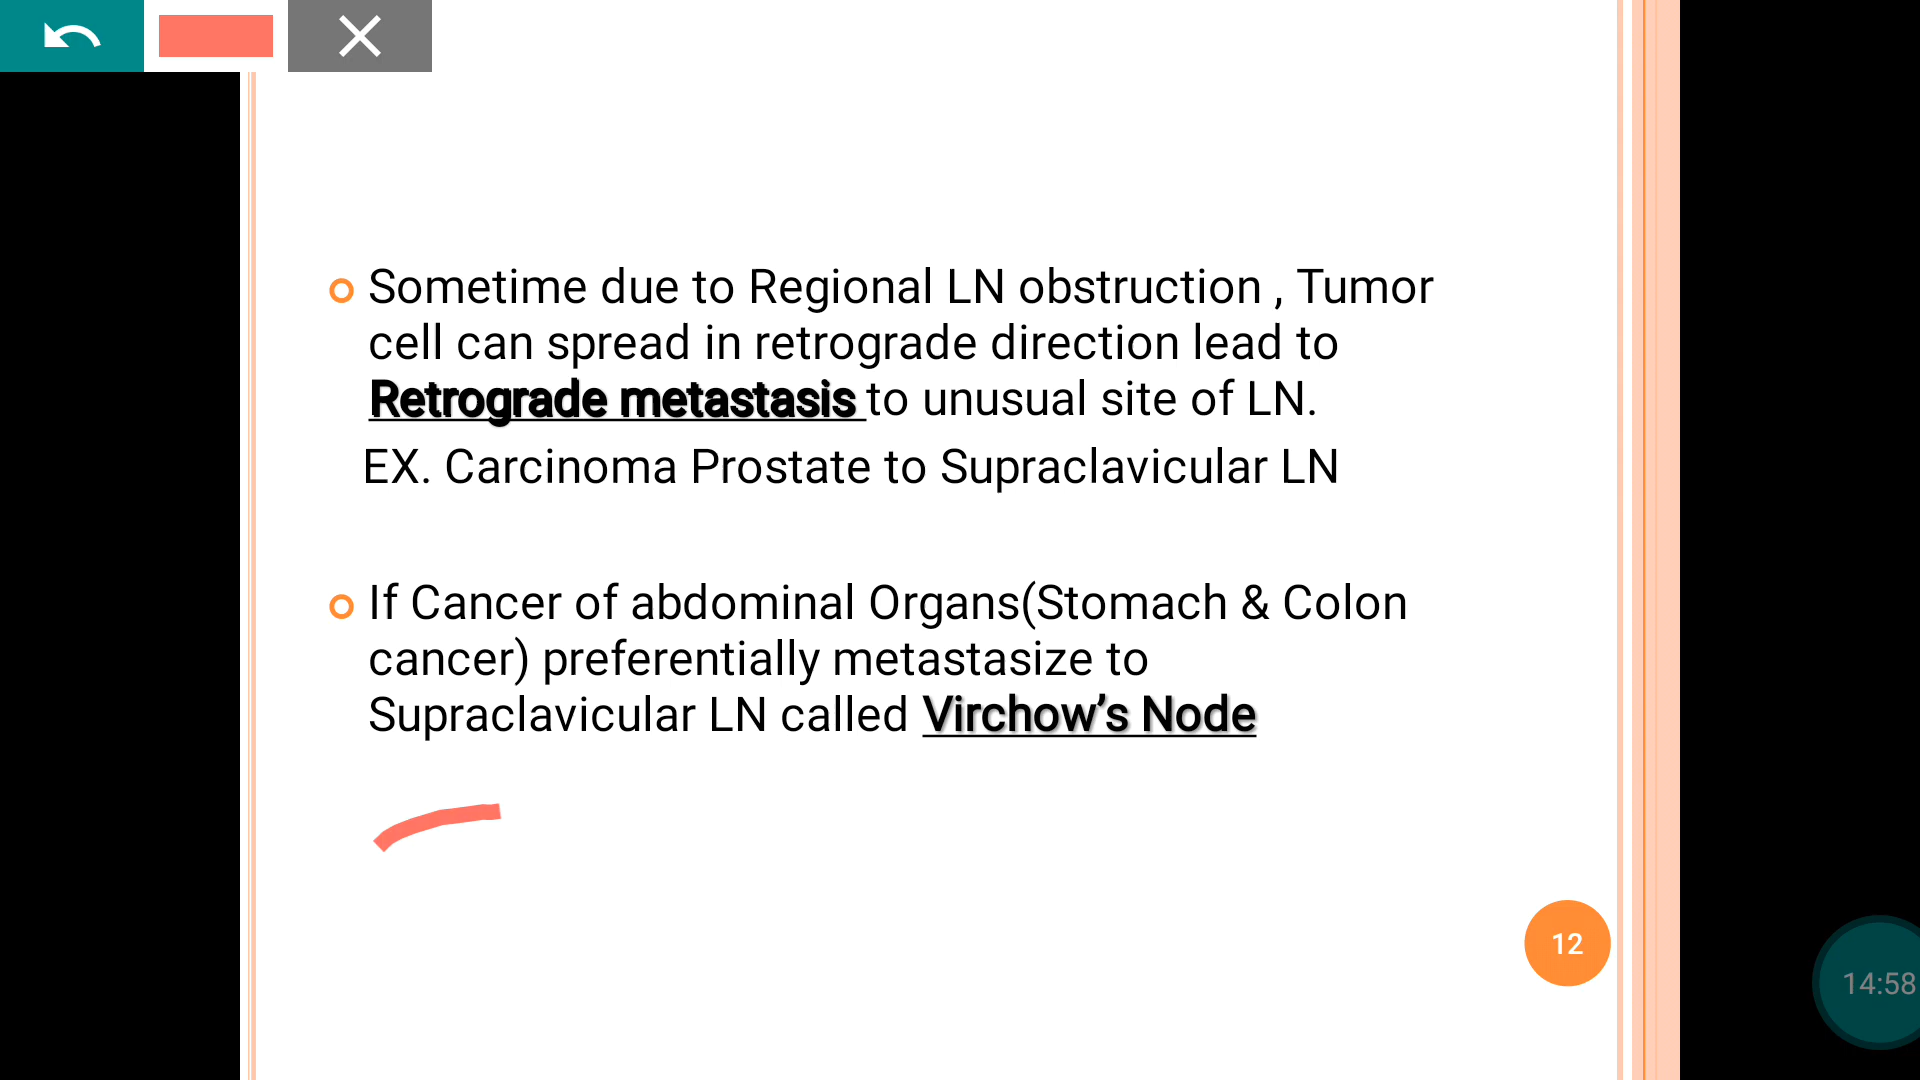 Sometime due to Regional LN obstruction , Tumor
cell can spread in retrograde direction lead to
Retrograde metastasis to unusual site of LN.
EX. Carcinoma Prostate to Supraclavicular LN
If Cancer of abdominal Organs(Stomach & Colon
cancer) preferentially metastasize to
Supraclavicular LN called Virchow’s Node
12
14:58